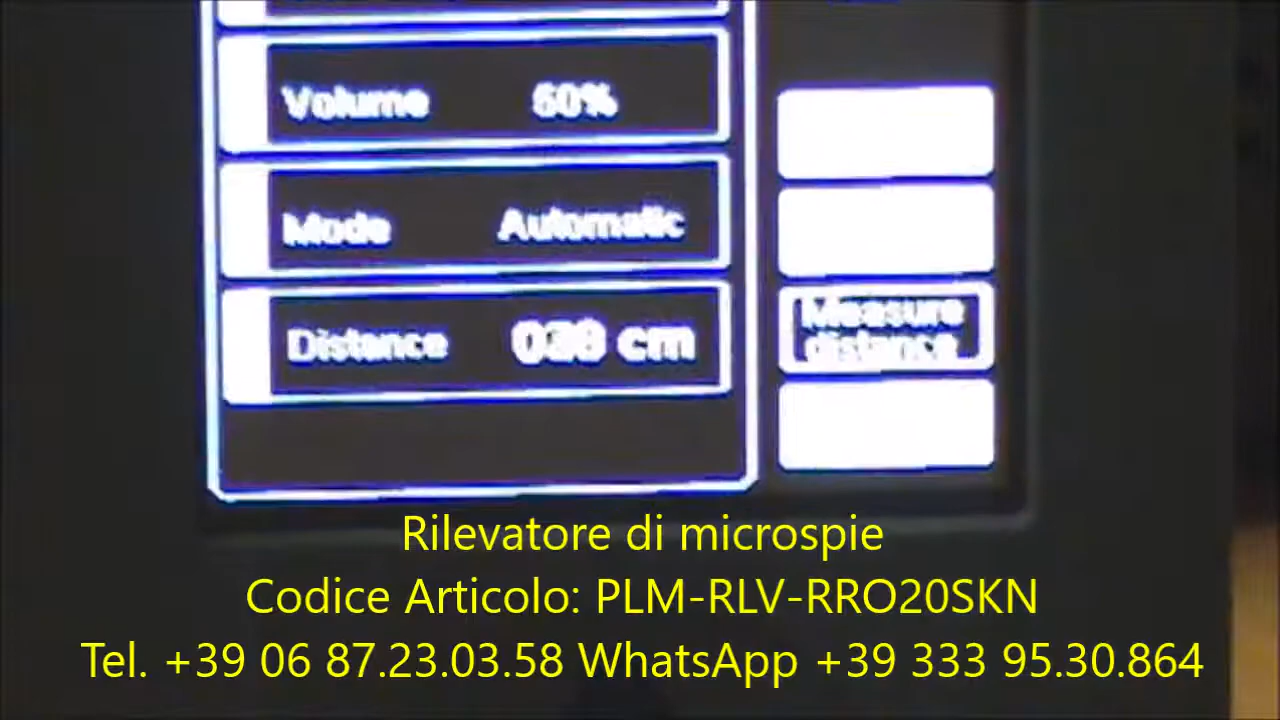 Volume 60%
Mode Automatic
Distance cm
Measure
distance
Rilevatore di microspie
Codice Articolo: PLM-RLV-RRO20SKN
Tel. +39 06 87.23.03.58 WhatsApp +39 333 95.30.864